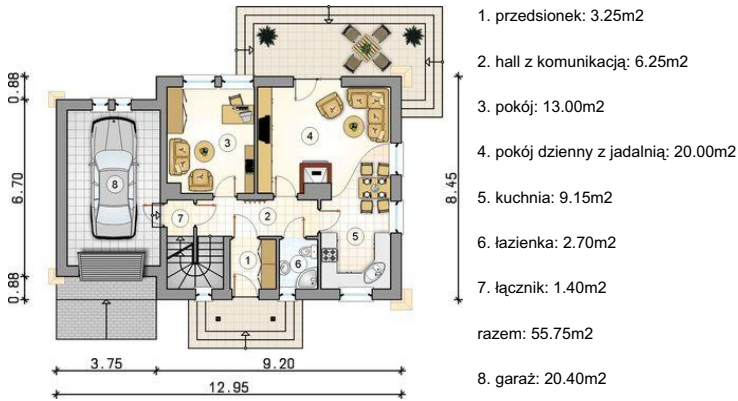 1. przedsionek: 3.25m2
2. hall z komunikacją: 6.25m2
3. pokój: 13.00m2
4. pokój dzienny z jadalnią: 20.00m2
5. kuchnia: 9.15m2
6. łazienka: 2.70m2
7. łącznik: 1.40m2
razem: 55.75m2
8. garaż: 20.40m2
0.88
6.70
0.88
8.45
3.75
9.20
12.95
3
4
8
7
2
5
1
6